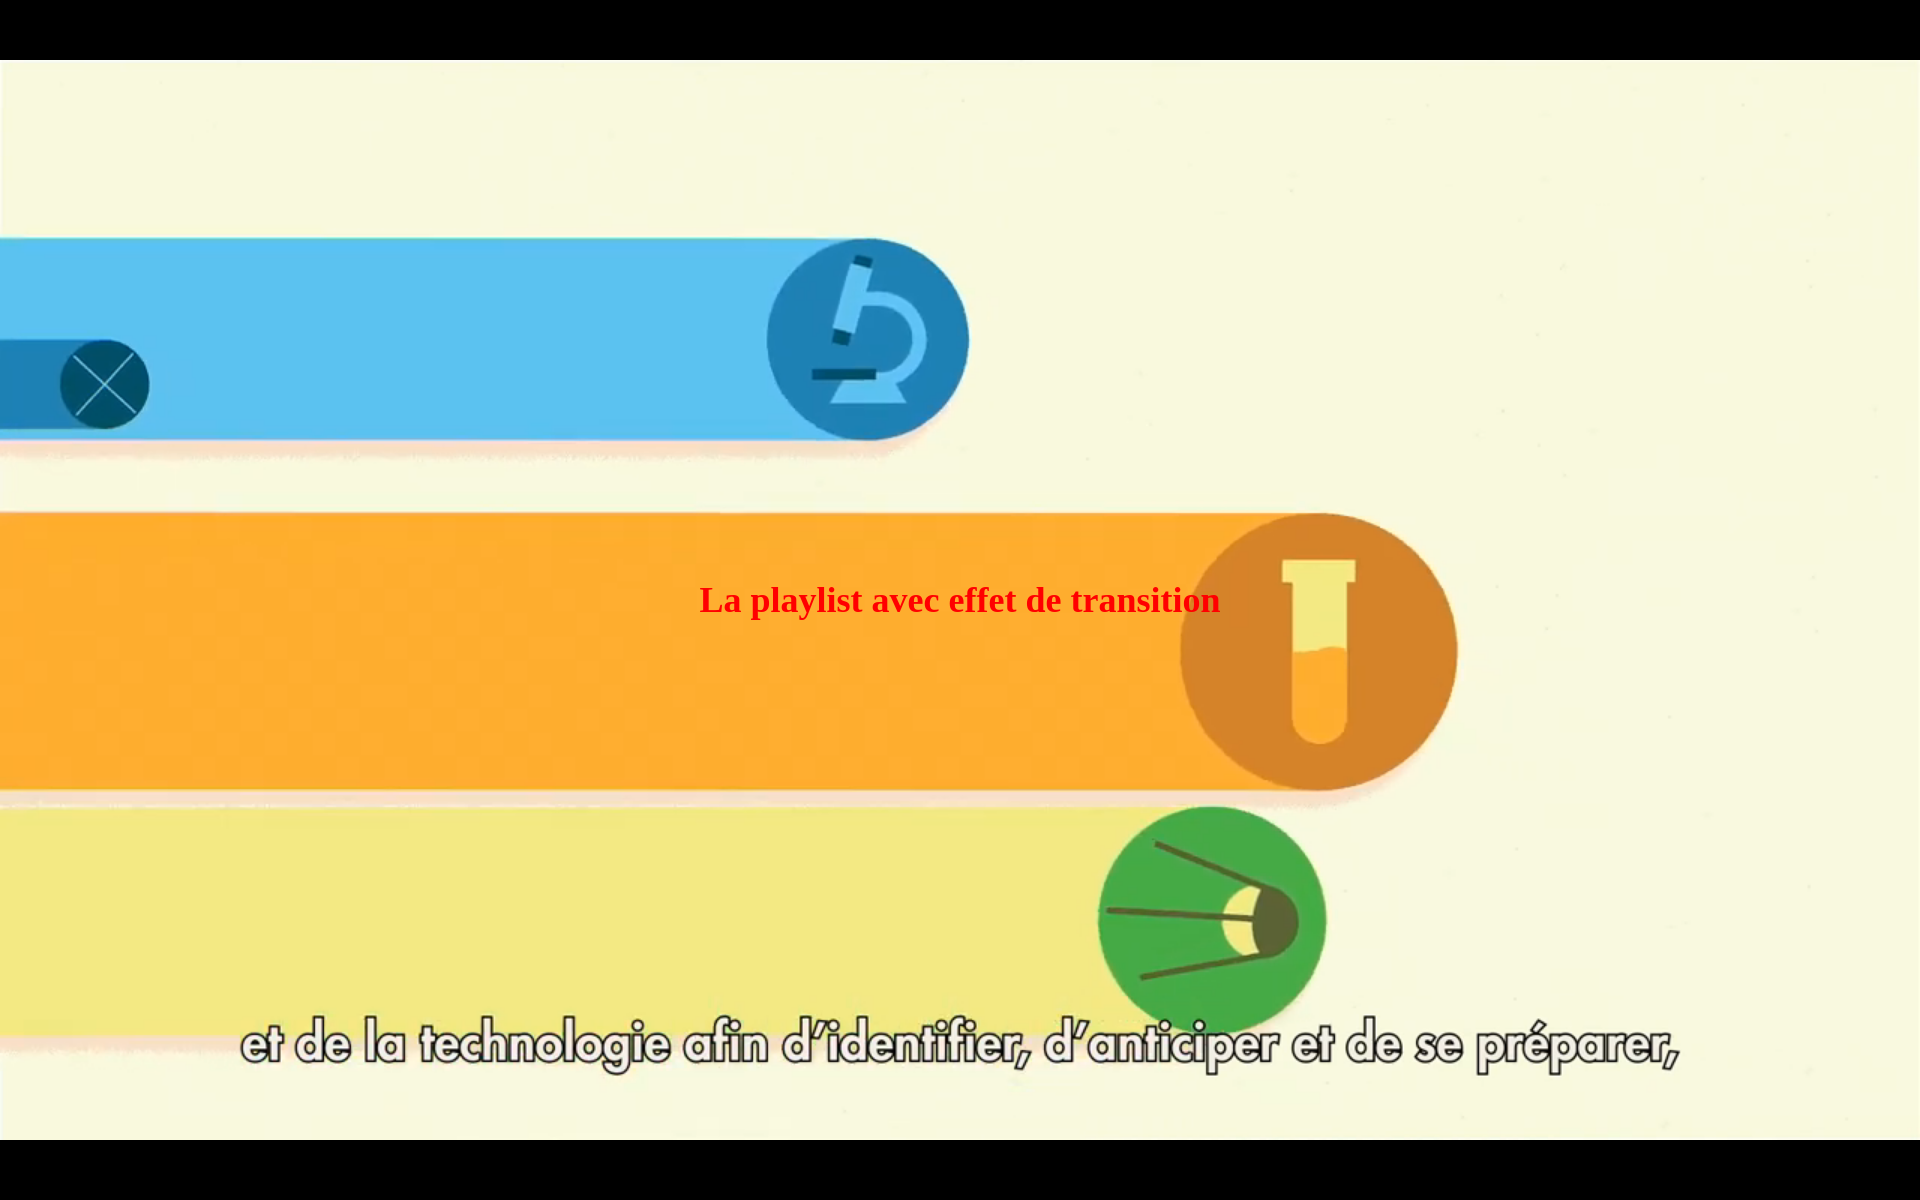 La playlist avec effet de transition
et de la technologie afin d’identifier, d’anticiper et de se préparer,